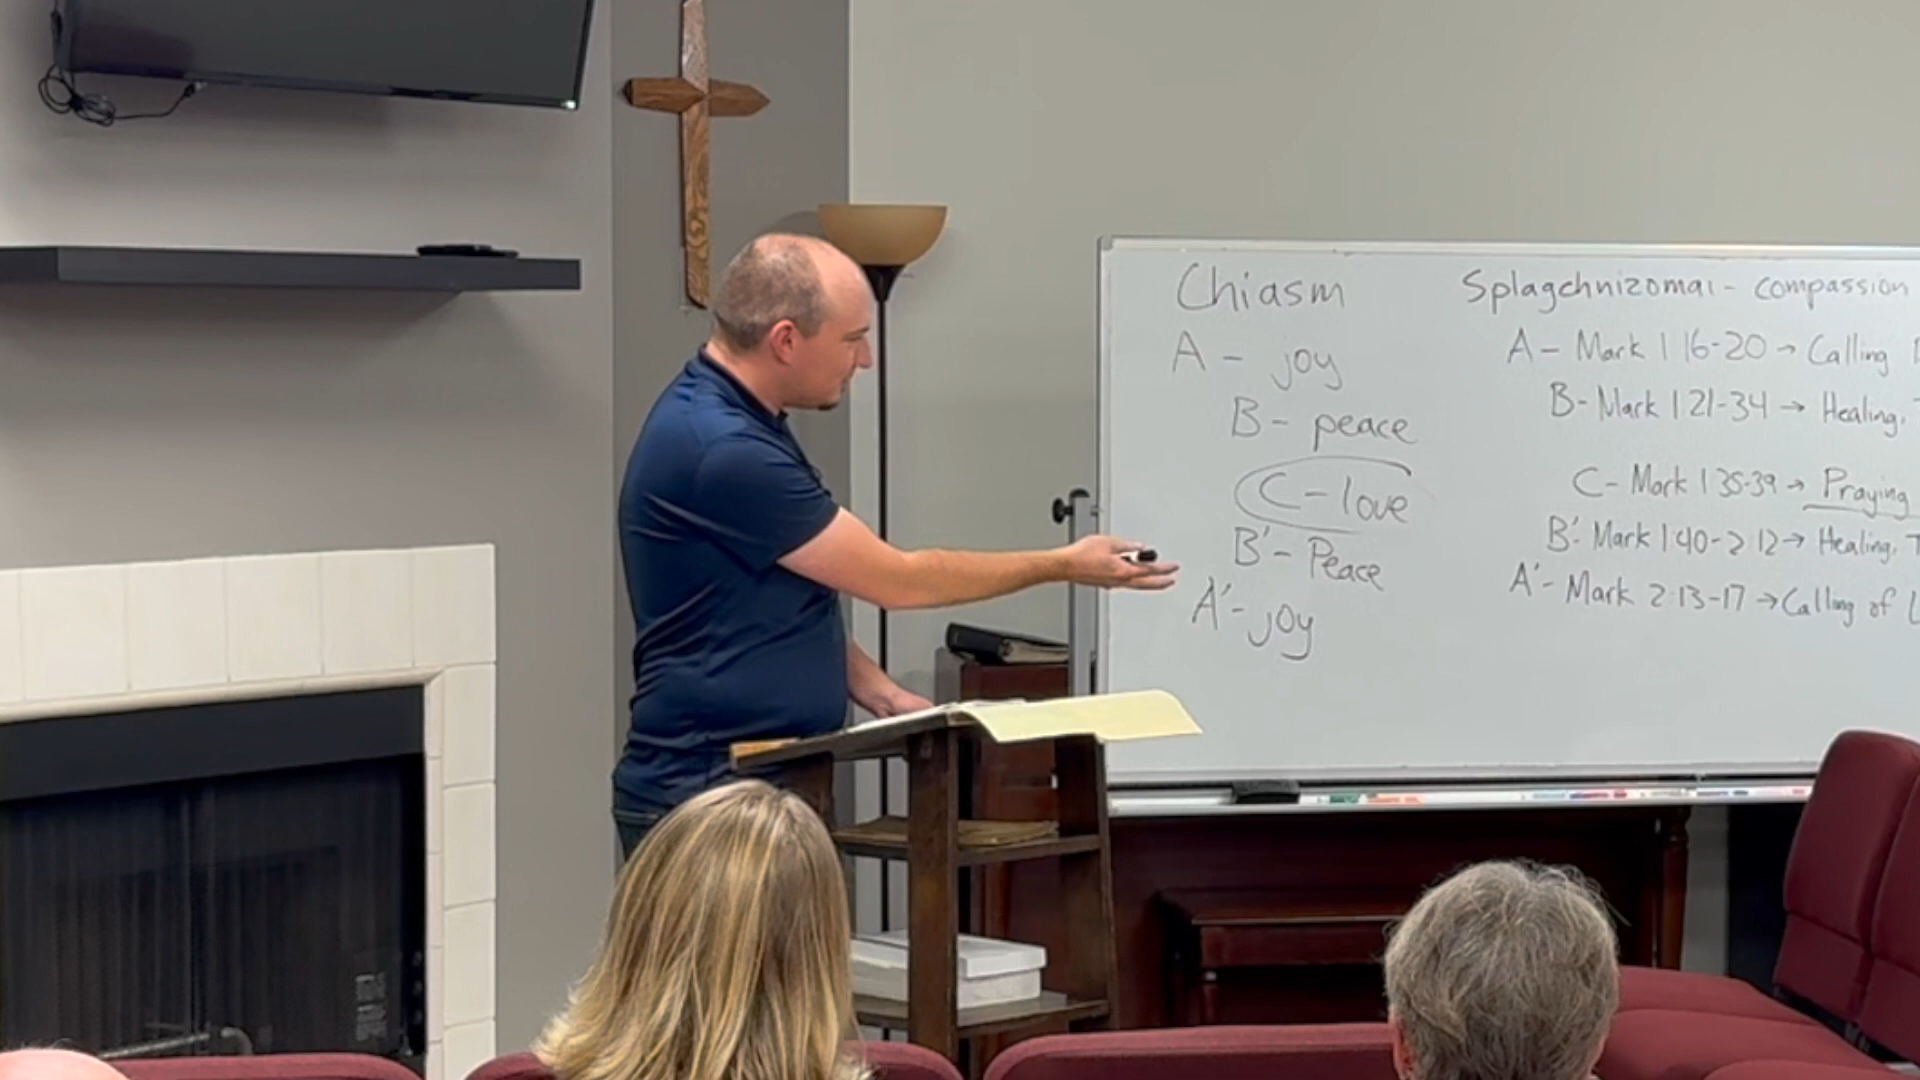 Chiasm
A - joy
B - peace
C - love
B' - Peace
A' - joy
Splagchnizomai - compassion
A - Mark 1 16-20 → Calling
B - Mark 1 21-34 → Healing,
C - Mark 1 35-39 → Praying
B' Mark 1:40-2 12 → Healing, T
A' - Mark 2:13-17 → Calling of L